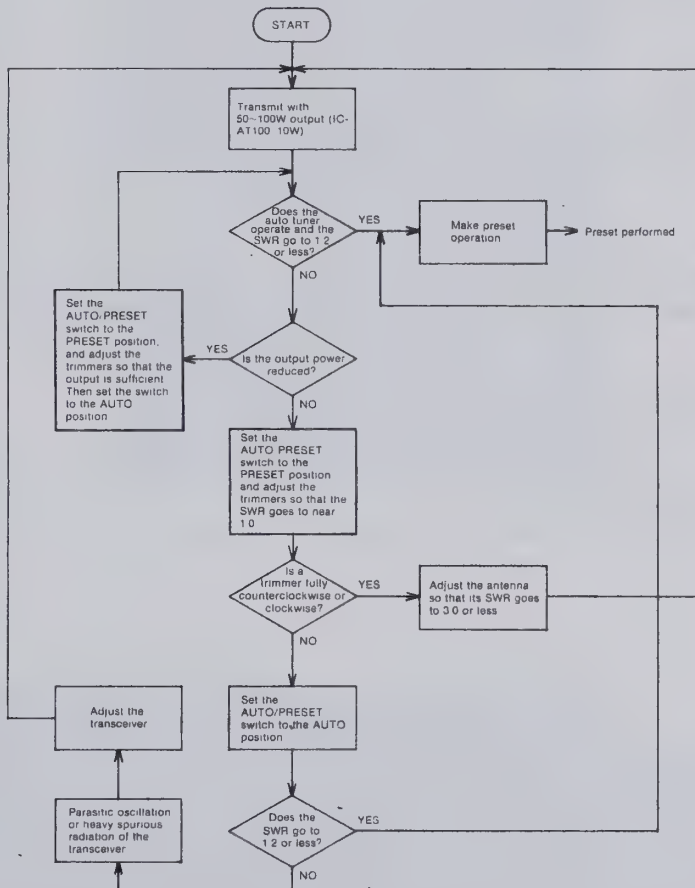 START
Transmit with
50~100W output (IC-
AT100 10W)
Does the
auto tuner
operate and the
SWR go to 1 2
or less?
YES
Make preset
operation
Preset performed
NO
Set the
AUTO/PRESET
switch to the
PRESET position,
and adjust the
trimmers so that the
output is sufficient
Then set the switch
to the AUTO
position
YES
Is the output power
reduced?
NO
Set the
AUTO PRESET
switch to the
PRESET position
and adjust the
trimmers so that the
SWR goes to near
1 0
Is a
trimmer fully
counterclockwise or
clockwise?
YES
Adjust the antenna
so that its SWR goes
to 3 0 or less
NO
Set the
AUTO/PRESET
switch to the AUTO
position
Adjust the
transceiver
Parasitic oscillation
or heavy spurious
radiation of the
transceiver
Does the
SWR go to
1 2 or less?
YES
NO